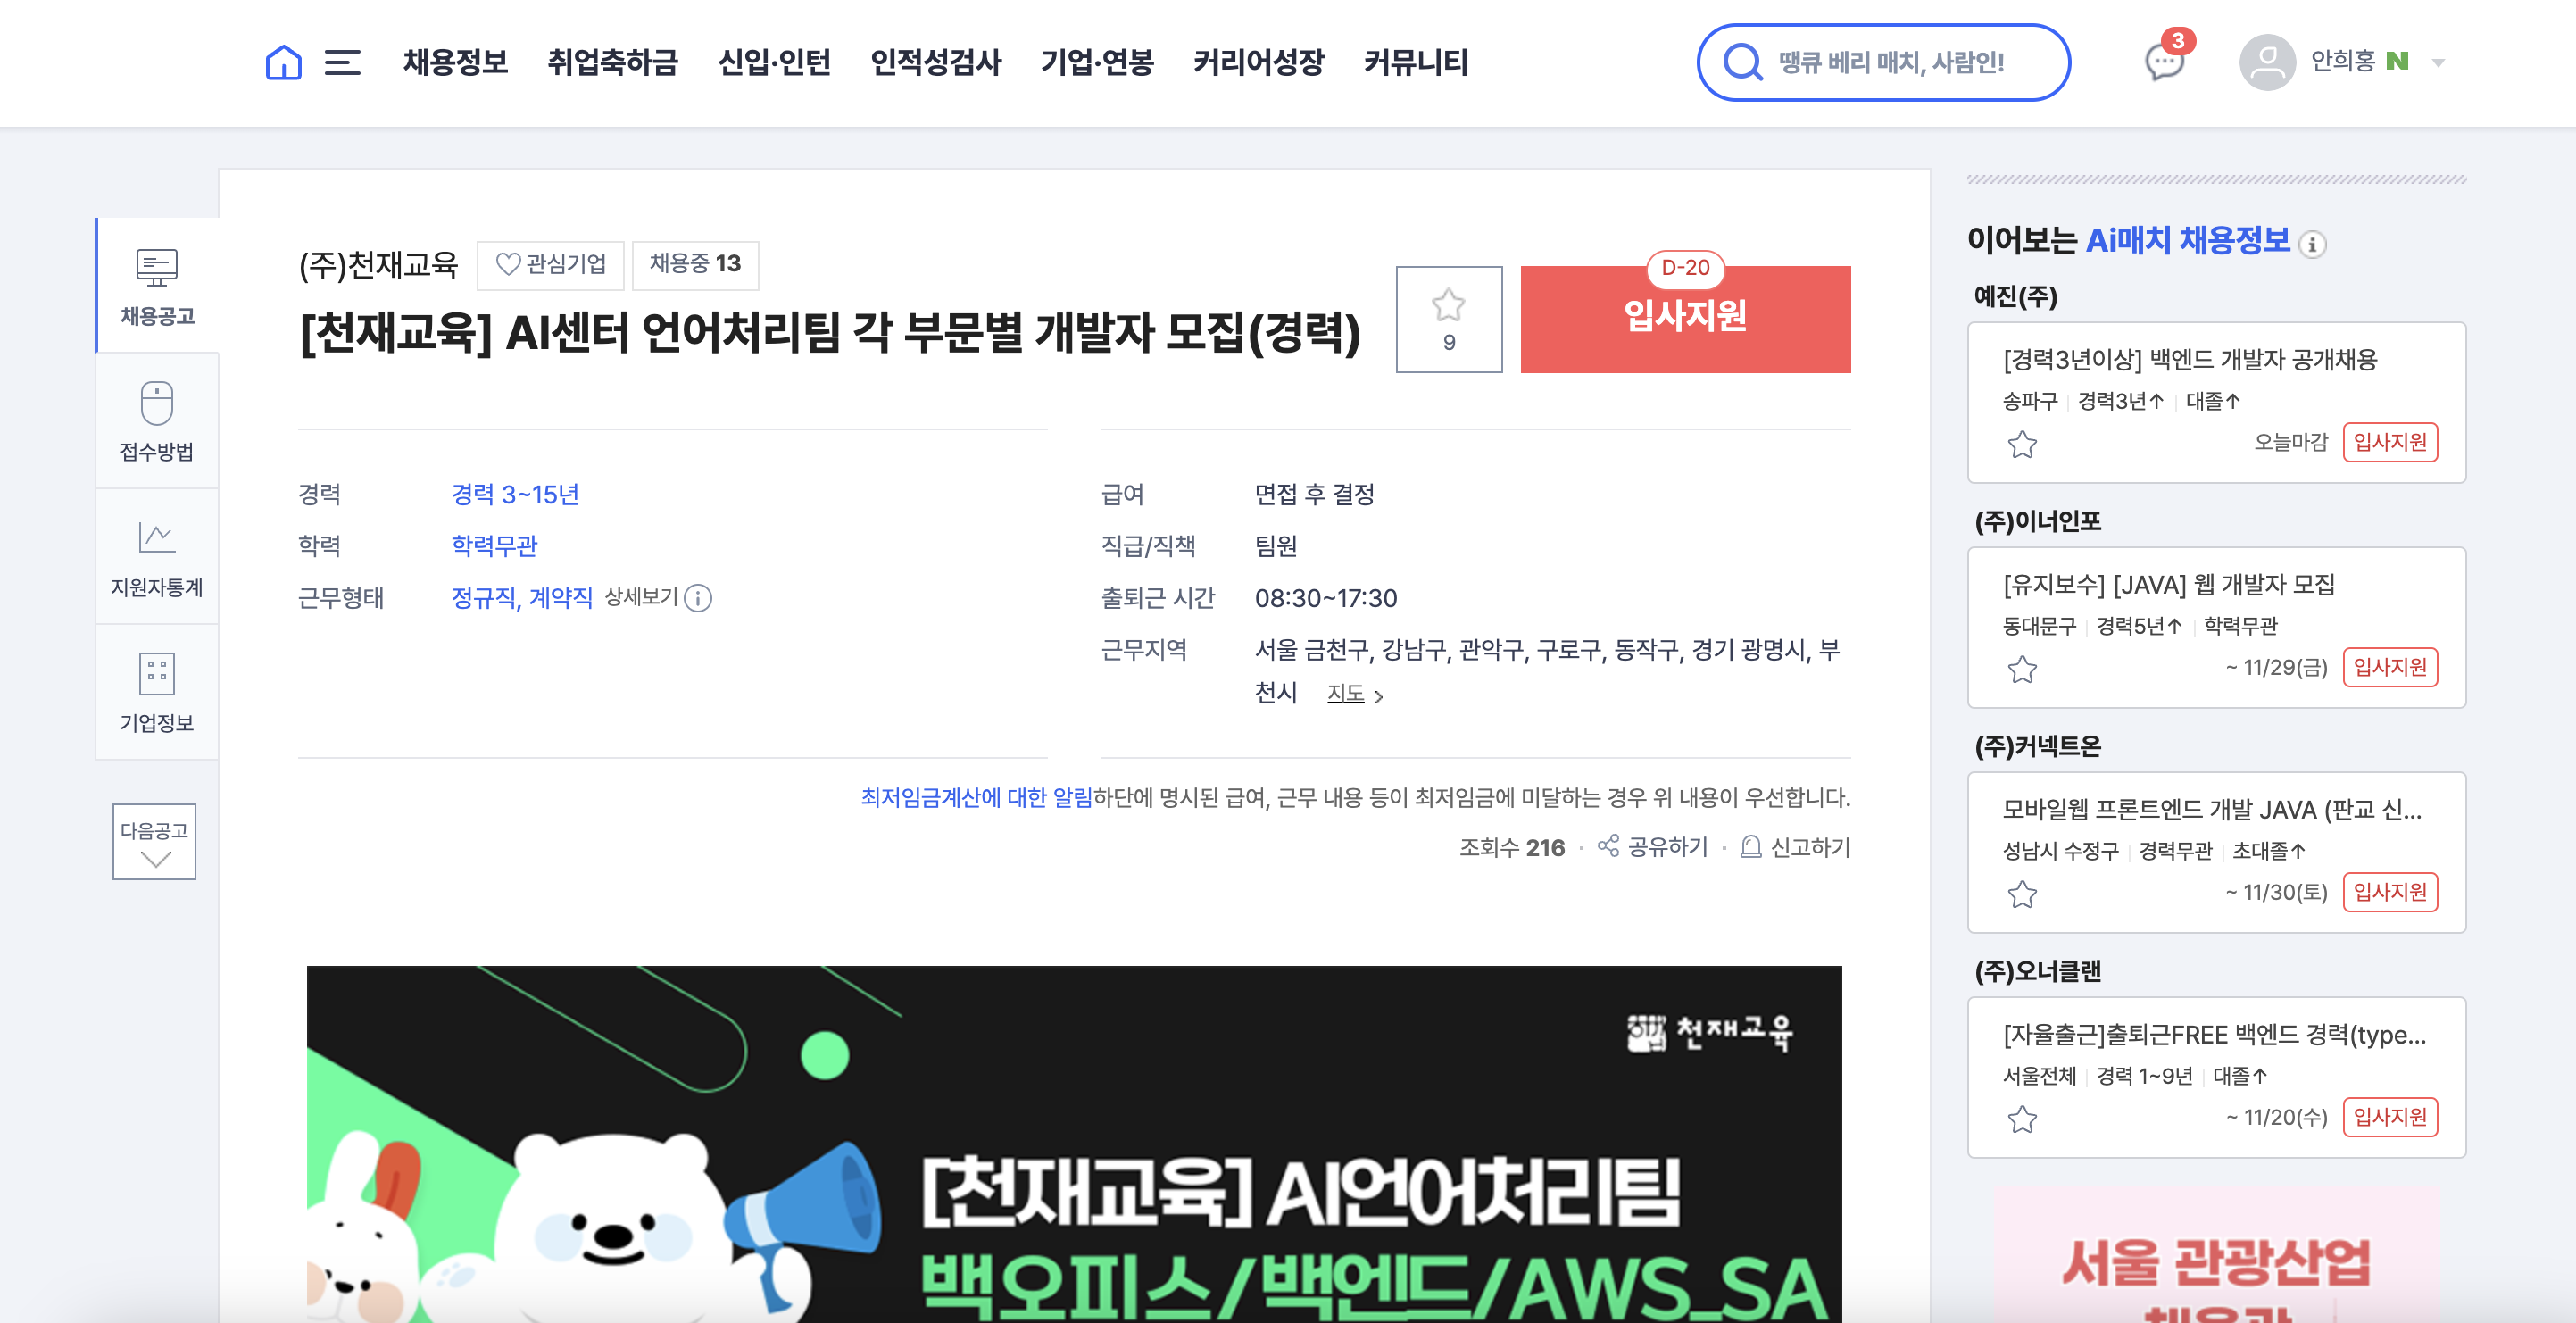 채용정보 취업축하금 신입·인턴 인적성검사 기업·연봉 커리어성장 커뮤니티
땡큐 베리 매치, 사람인!
3
안희홍 N
채용공고
접수방법
지원자통계
기업정보
다음공고
(주)천재교육 관심기업 채용중 13
[천재교육] AI센터 언어처리팀 각 부문별 개발자 모집(경력)
9
D-20
입사지원
경력 경력 3~15년
학력 학력무관
근무형태 정규직, 계약직 상세보기
급여 면접 후 결정
직급/직책 팀원
출퇴근 시간 08:30~17:30
근무지역 서울 금천구, 강남구, 관악구, 구로구, 동작구, 경기 광명시, 부
천시 지도
최저임금계산에 대한 알림하단에 명시된 급여, 근무 내용 등이 최저임금에 미달하는 경우 위 내용이 우선합니다.
조회수 216 · 공유하기 · 신고하기
천재교육
[천재교육] AI언어처리팀
백오피스/백엔드/AWS_SA
이어보는 Ai매치 채용정보
예진(주)
[경력3년이상] 백엔드 개발자 공개채용
송파구 경력3년↑ 대졸↑
오늘마감 입사지원
(주)이너인포
[유지보수] [JAVA] 웹 개발자 모집
동대문구 경력5년↑ 학력무관
~ 11/29(금) 입사지원
(주)커넥트온
모바일웹 프론트엔드 개발 JAVA (판교 신...
성남시 수정구 경력무관 초대졸↑
~ 11/30(토) 입사지원
(주)오너클랜
[자율출근]출퇴근FREE 백엔드 경력(type...
서울전체 경력 1~9년 대졸↑
~ 11/20(수) 입사지원
서울 관광산업
채용관